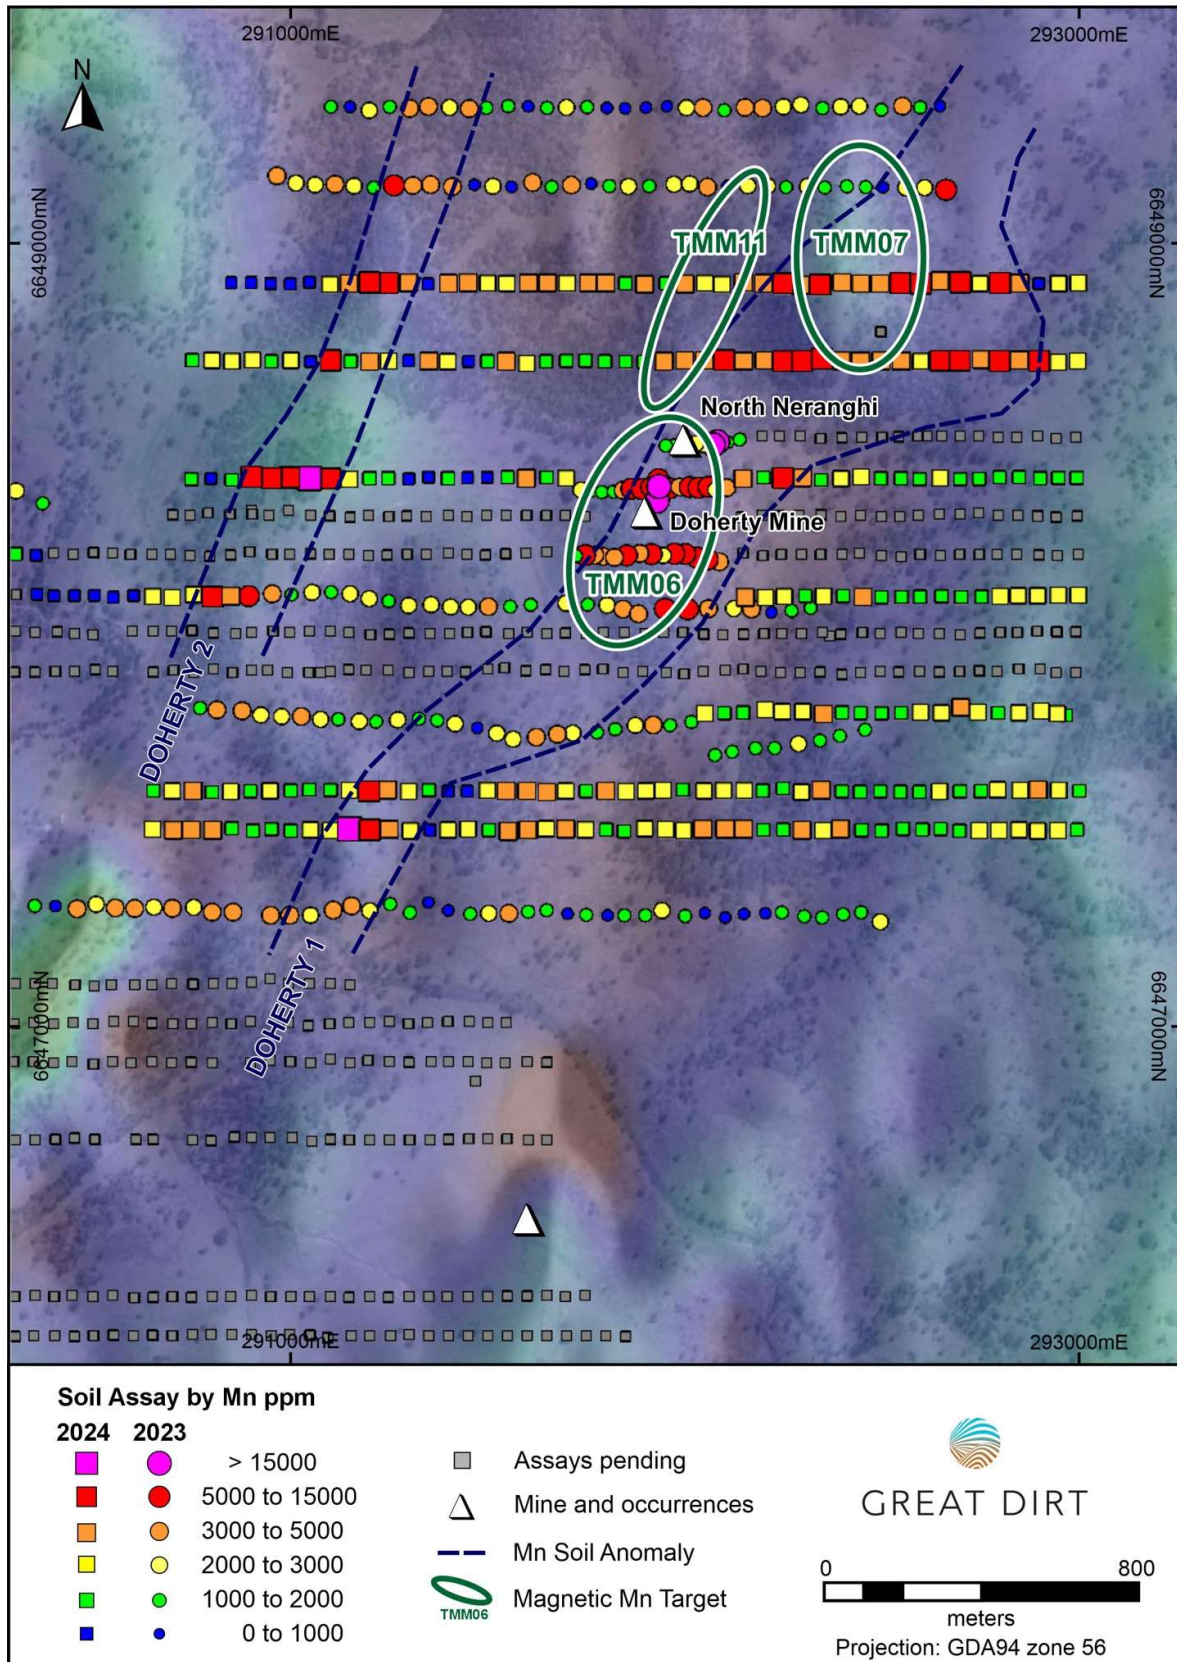 291000mE
293000mE
N
6649000mN
6649000mN
TMM11
TMM07
North Neranghi
Doherty Mine
TMM06
DOHERTY 2
DOHERTY 1
6647000mN
6647000mN
291000mE
293000mE
Soil Assay by Mn ppm
2024 2023
> 15000
5000 to 15000
3000 to 5000
2000 to 3000
1000 to 2000
0 to 1000
Assays pending
Mine and occurrences
Mn Soil Anomaly
Magnetic Mn Target
TMM06
GREAT DIRT
0 800
meters
Projection: GDA94 zone 56